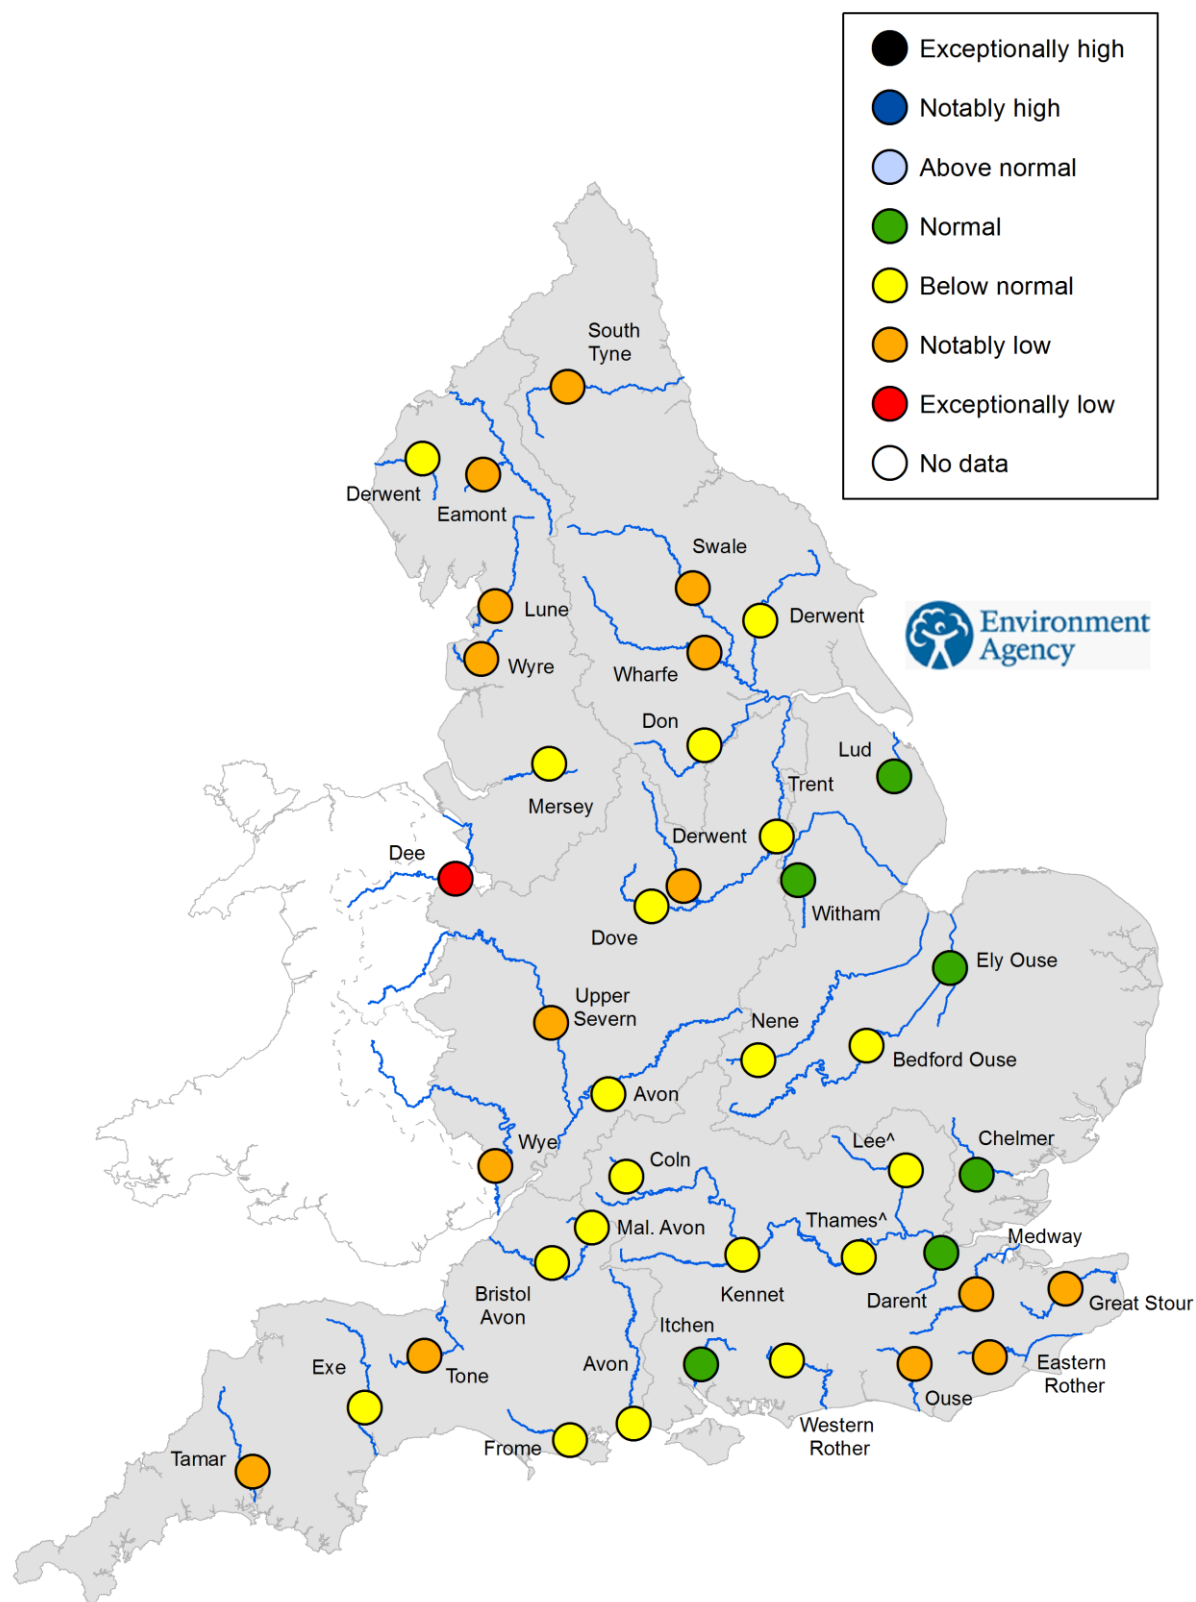 Exceptionally high
Notably high
Above normal
Normal
Below normal
Notably low
Exceptionally low
No data
South
Tyne
Derwent
Eamont
Swale
Lune
Derwent
Environment
Agency
Wyre
Wharfe
Don
Lud
Trent
Mersey
Derwent
Dee
Witham
Dove
Ely Ouse
Upper
Severn
Nene
Bedford Ouse
Avon
Wye
Lee^
Chelmer
Coln
Thames^
Mal. Avon
Medway
Bristol
Avon
Kennet
Darent
Great Stour
Itchen
Exe
Tone
Avon
Eastern
Rother
Ouse
Western
Rother
Frome
Tamar